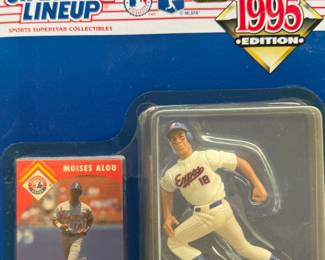 LINEUP
SPORTS SUPERSTAR COLLECTIBLES
1995
EDITION
MOISES ALOU
Expos
18